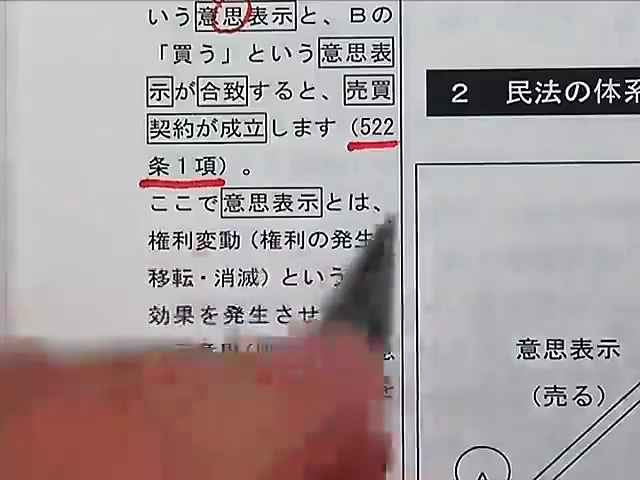 いう意思表示と、Bの
「買う」という意思表
示が合致すると、売買
契約が成立します（522
条1項）。
ここで意思表示とは、
権利変動（権利の発生
移転・消滅）という
効果を発生させ
2 民法の体系
意思表示
（売る）
A